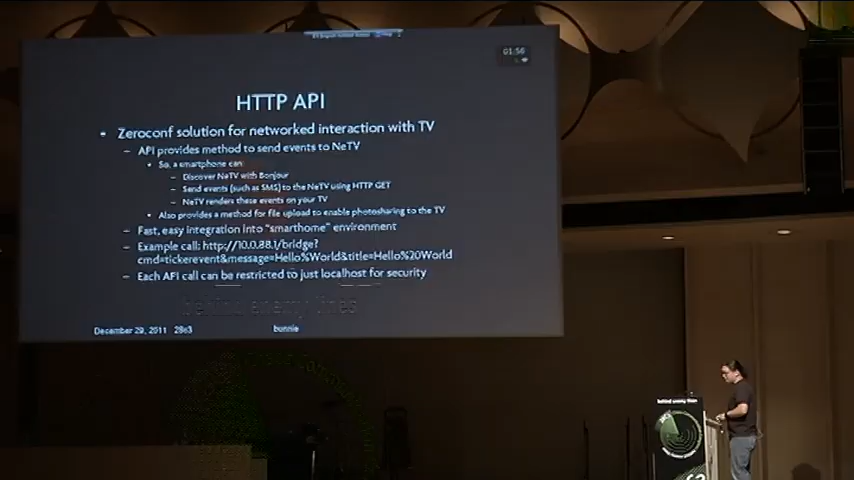 01:56
HTTP API
• Zeroconf solution for networked interaction with TV
– API provides method to send events to NeTV
• So, a smartphone can
– Discover NeTV with Bonjour
– Send events (such as SMS) to the NeTV using HTTP GET
– NeTV renders these events on your TV
• Also provides a method for file upload to enable photosharing to the TV
– Fast, easy integration into "smarthome" environment
– Example call: http://10.0.88.1/bridge?
cmd=tickerevent&message=Hello%World&title=Hello%20World
– Each API call can be restricted to just localhost for security
behind enemy lines
December 29, 2011 28c3 bunnie
behind enemy lines